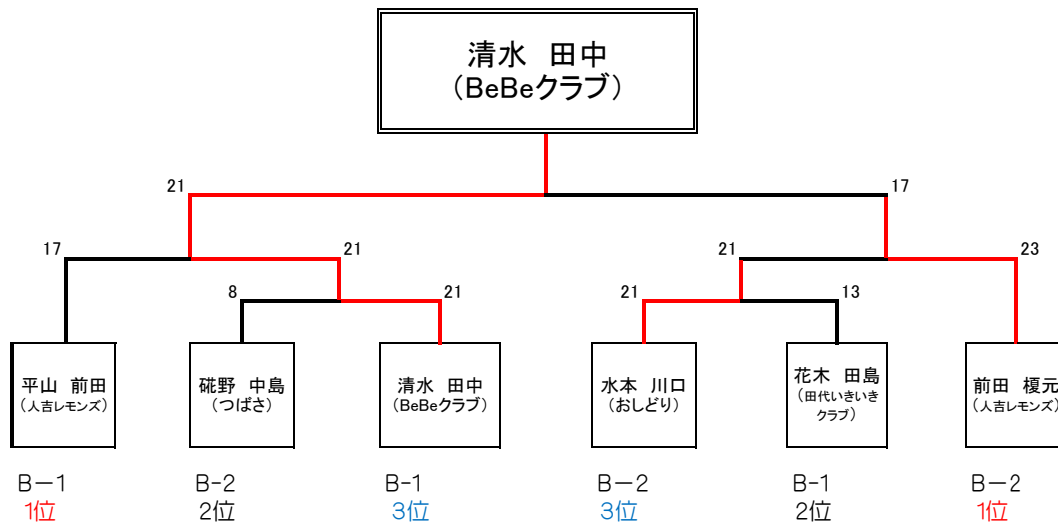 清水　田中
（BeBeクラブ）
21
17
17
21
21
23
8
21
21
13
平山　前田
（人吉レモンズ）
硴野　中島
（つばさ）
清水　田中
（BeBeクラブ）
水本　川口
（おしどり）
花木　田島
（田代いきいき
クラブ）
前田　榎元
（人吉レモンズ）
B－1
B-2
B-1
B－2
B-1
B－2
1位
2位
3位
3位
2位
1位